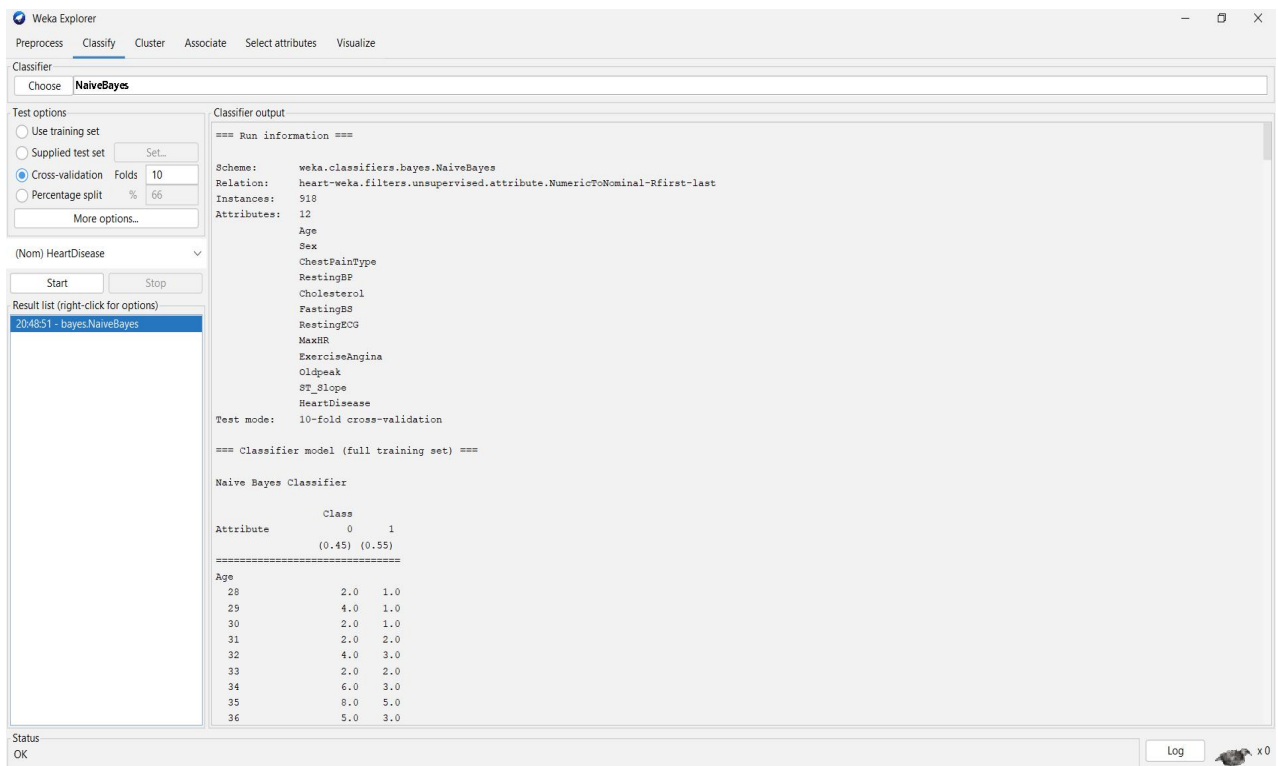 Weka Explorer
Preprocess Classify Cluster Associate Select attributes Visualize
Classifier
Choose NaiveBayes
Test options
Use training set
Supplied test set Set...
Cross-validation Folds 10
Percentage split % 66
More options...
(Nom) HeartDisease
Start Stop
Result list (right-click for options)
20:48:51 - bayes.NaiveBayes
Classifier output
=== Run information ===
Scheme: weka.classifiers.bayes.NaiveBayes
Relation: heart-weka.filters.unsupervised.attribute.NumericToNominal-Rfirst-last
Instances: 918
Attributes: 12
Age
Sex
ChestPainType
RestingBP
Cholesterol
FastingBS
RestingECG
MaxHR
ExerciseAngina
Oldpeak
ST_Slope
HeartDisease
Test mode: 10-fold cross-validation
=== Classifier model (full training set) ===
Naive Bayes Classifier
Class
Attribute 0 1
(0.45) (0.55)
===============================
Age
28 2.0 1.0
29 4.0 1.0
30 2.0 1.0
31 2.0 2.0
32 4.0 3.0
33 2.0 2.0
34 6.0 3.0
35 8.0 5.0
36 5.0 3.0
Status
OK
Log x 0